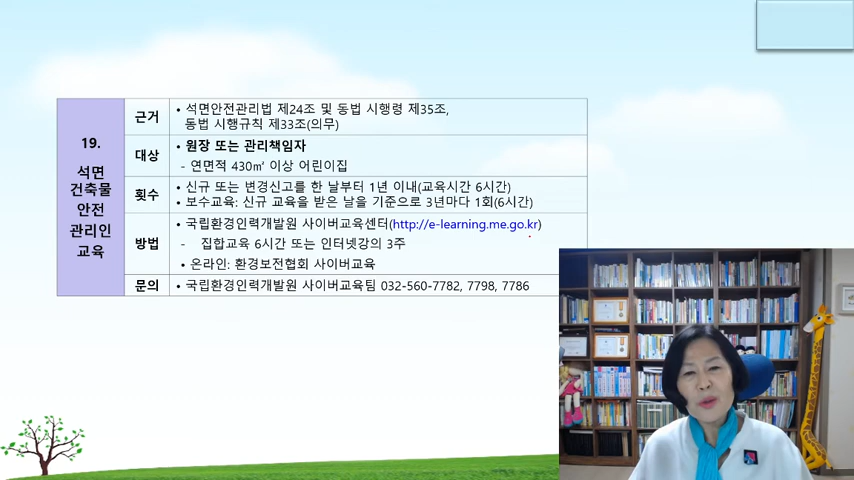 19.
석면
건축물
안전
관리인
교육
근거
• 석면안전관리법 제24조 및 동법 시행령 제35조,
동법 시행규칙 제33조(의무)
대상
• 원장 또는 관리책임자
- 연면적 430㎡ 이상 어린이집
횟수
• 신규 또는 변경신고를 한 날부터 1년 이내(교육시간 6시간)
• 보수교육: 신규 교육을 받은 날을 기준으로 3년마다 1회(6시간)
방법
• 국립환경인력개발원 사이버교육센터(http://e-learning.me.go.kr)
- 집합교육 6시간 또는 인터넷강의 3주
• 온라인: 환경보전협회 사이버교육
문의
• 국립환경인력개발원 사이버교육팀 032-560-7782, 7798, 7786